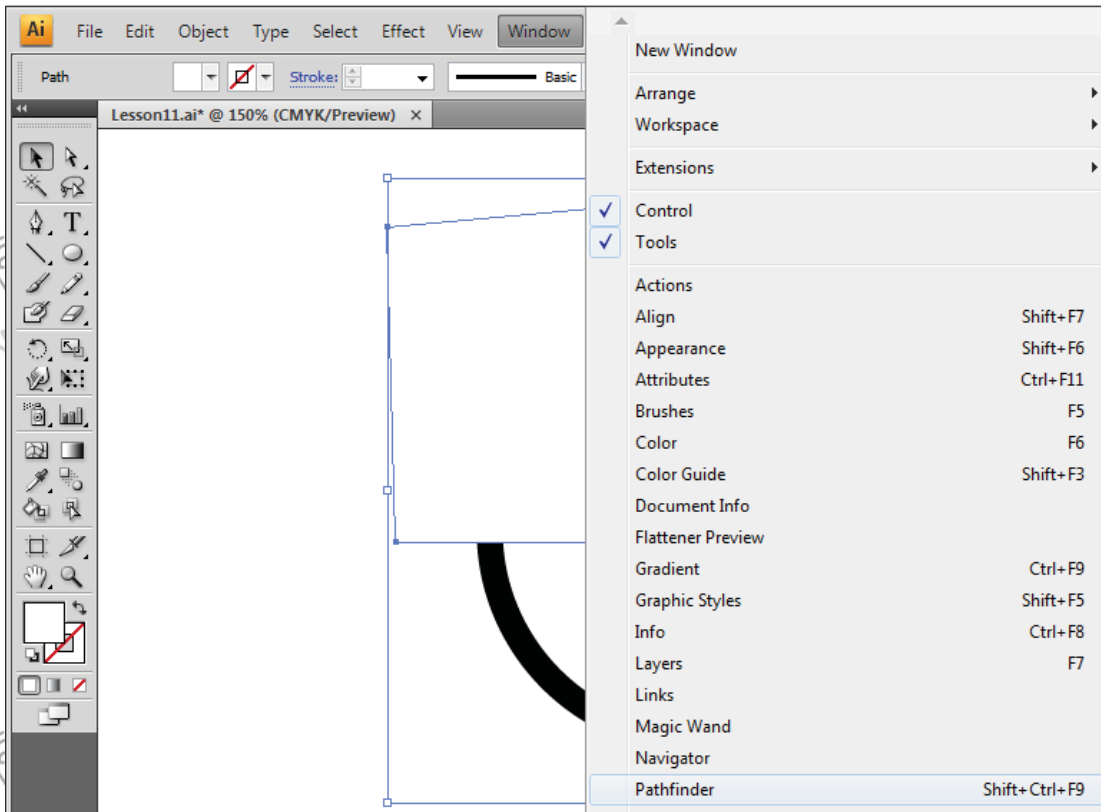 Ai File Edit Object Type Select Effect View Window
Path Stroke: Basic
Lesson11.ai* @ 150% (CMYK/Preview) ×
T
New Window
Arrange
Workspace
Extensions
Control
Tools
Actions
Align Shift+F7
Appearance Shift+F6
Attributes Ctrl+F11
Brushes F5
Color F6
Color Guide Shift+F3
Document Info
Flattener Preview
Gradient Ctrl+F9
Graphic Styles Shift+F5
Info Ctrl+F8
Layers F7
Links
Magic Wand
Navigator
Pathfinder Shift+Ctrl+F9